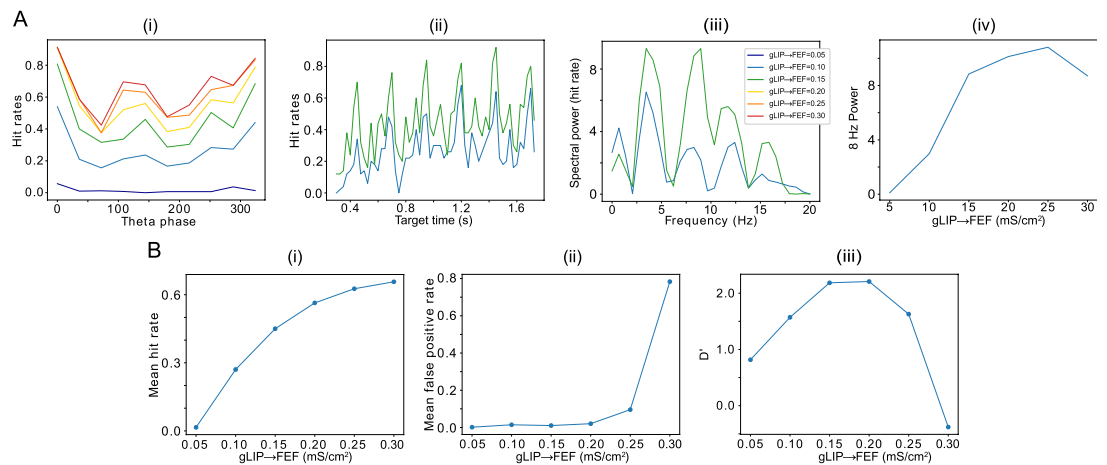 A
(i)
(ii)
(iii)
(iv)
Hit rates
0.8
0.6
0.4
0.2
0.0
0
100
200
300
Theta phase
Hit rates
0.8
0.6
0.4
0.2
0.0
0.4
0.8
1.2
1.6
Target time (s)
Spectral power (hit rate)
8
4
0
0
5
10
15
20
Frequency (Hz)
gLIP→FEF=0.05
gLIP→FEF=0.10
gLIP→FEF=0.15
gLIP→FEF=0.20
gLIP→FEF=0.25
gLIP→FEF=0.30
8 Hz Power
8
4
0
5
10
15
20
25
30
gLIP→FEF (mS/cm²)
B
(i)
(ii)
(iii)
Mean hit rate
0.6
0.3
0.0
0.05
0.10
0.15
0.20
0.25
0.30
gLIP→FEF (mS/cm²)
Mean false positive rate
0.8
0.6
0.4
0.2
0.0
0.05
0.10
0.15
0.20
0.25
0.30
gLIP→FEF (mS/cm²)
D'
2.0
1.0
0.0
0.05
0.10
0.15
0.20
0.25
0.30
gLIP→FEF (mS/cm²)